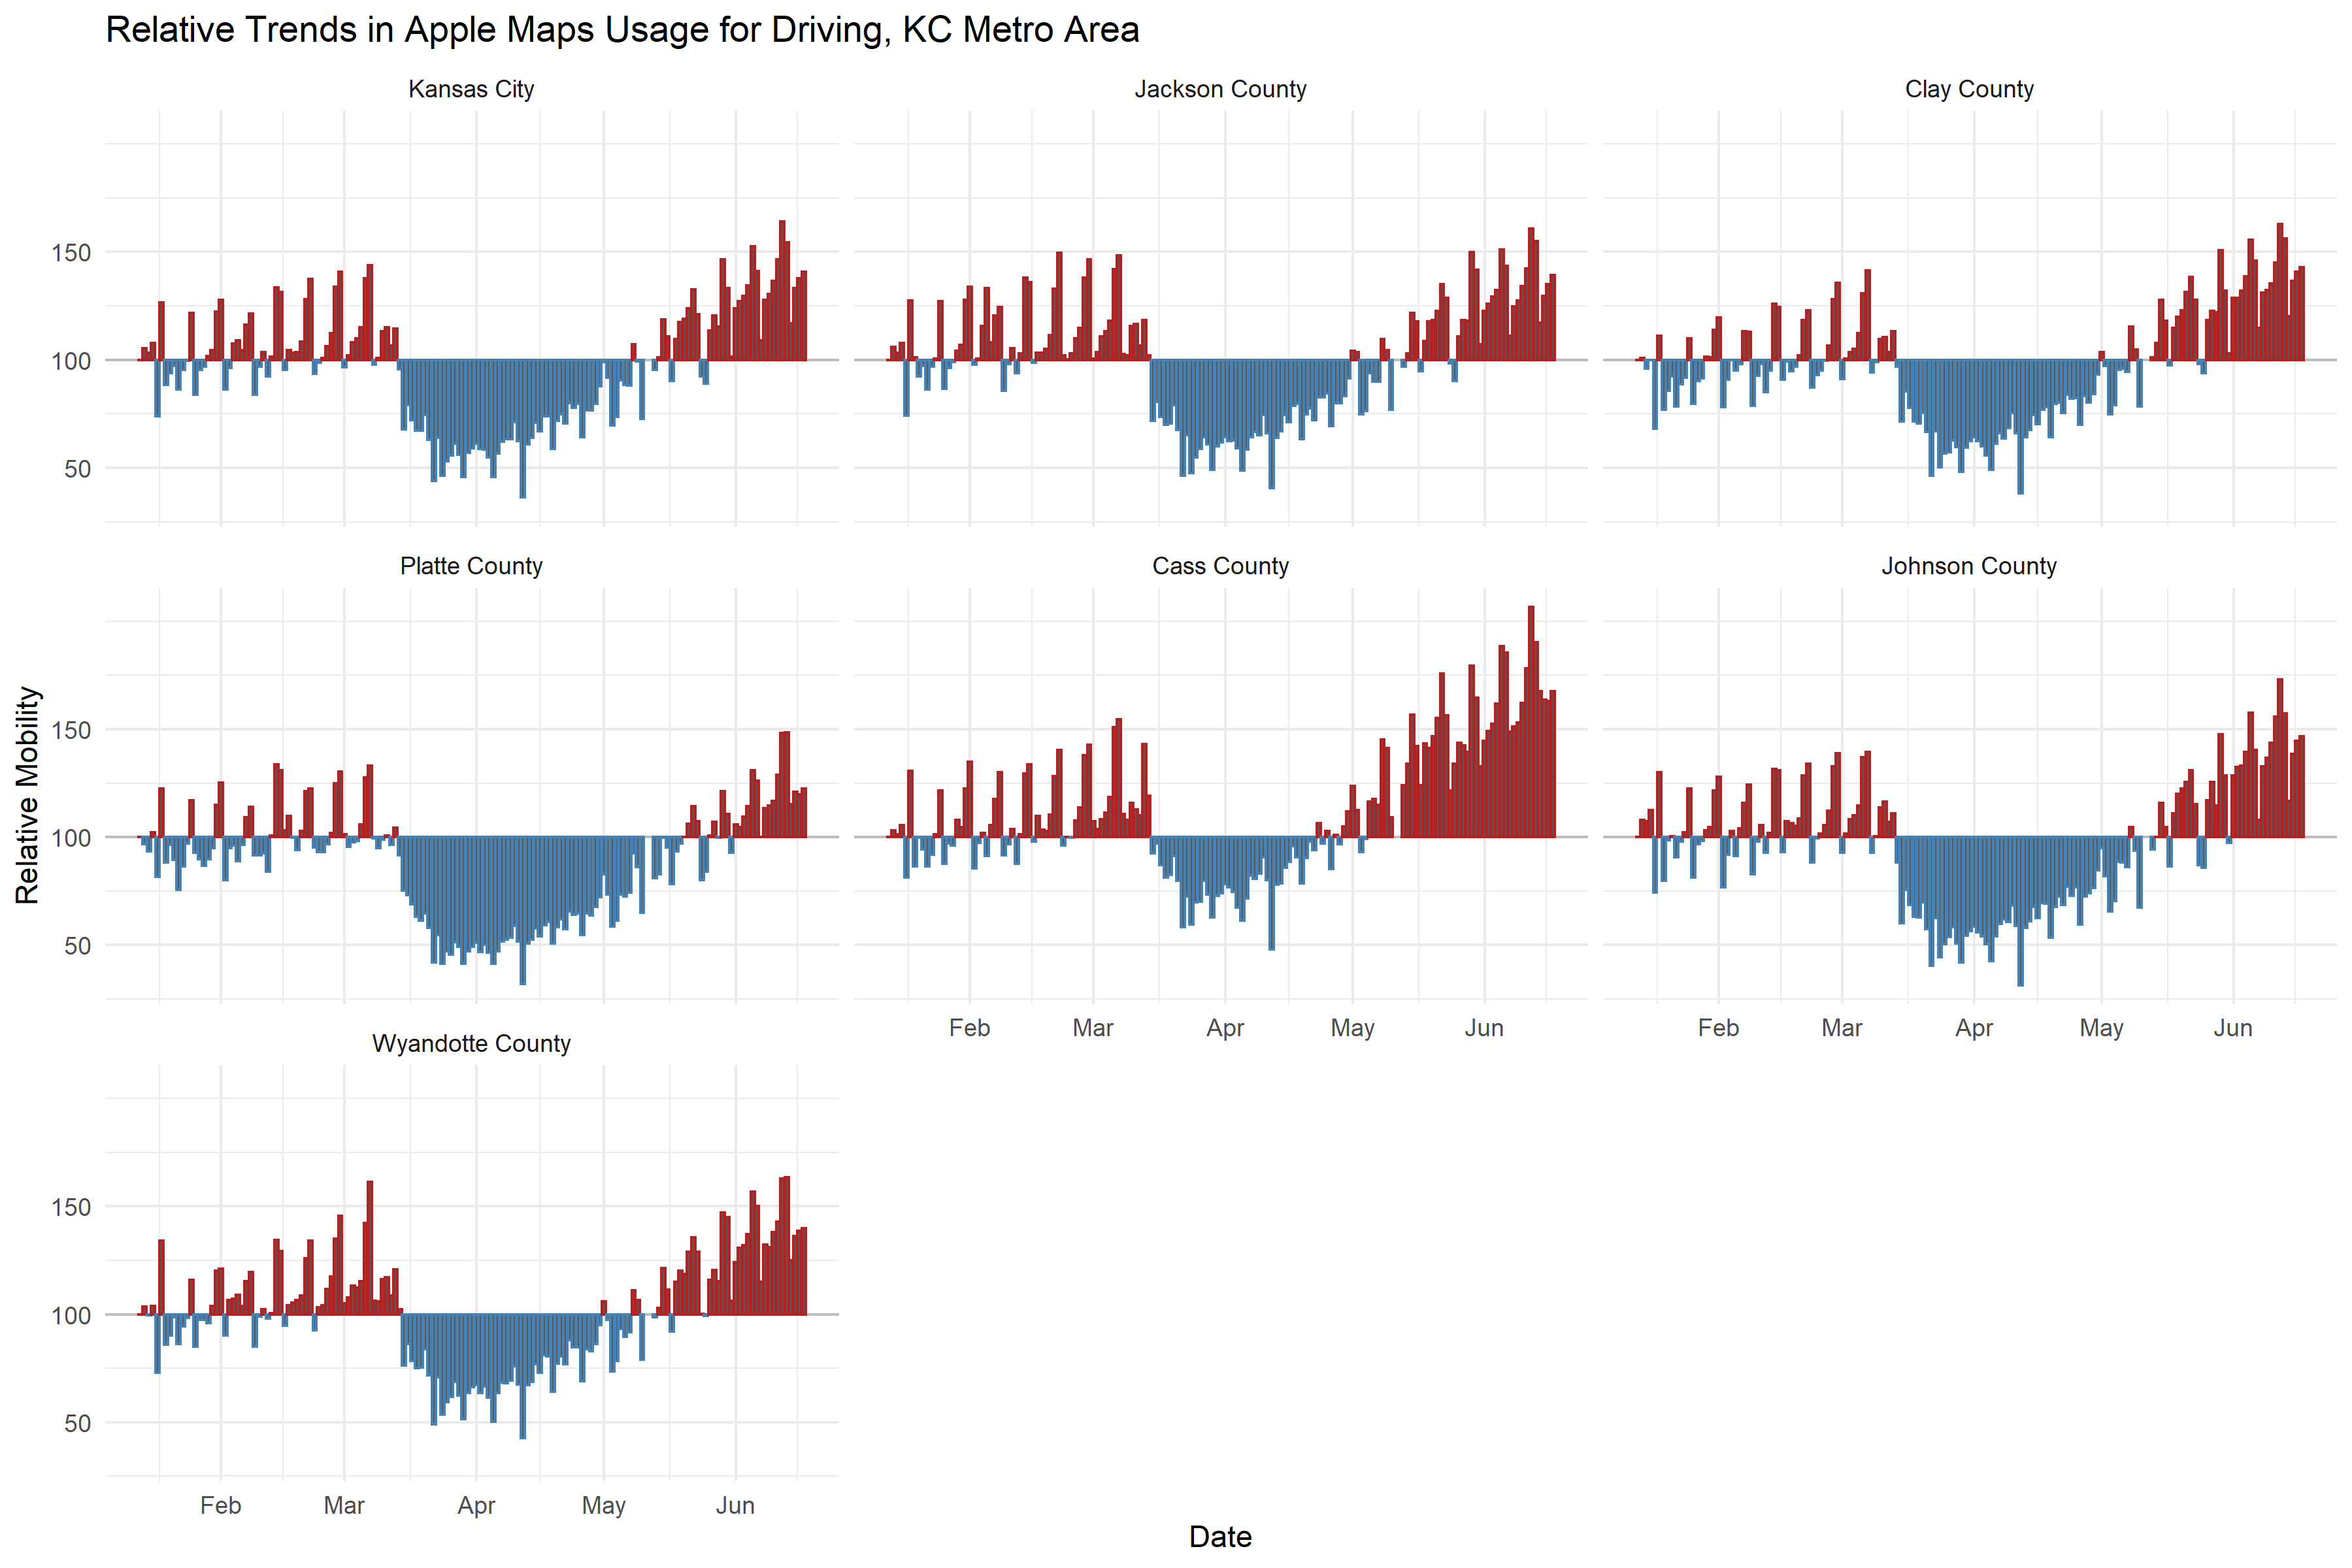 Relative Trends in Apple Maps Usage for Driving, KC Metro Area
Kansas City
Jackson County
Clay County
150
100
50
Platte County
Cass County
Johnson County
150
100
50
Relative Mobility
Feb Mar Apr May Jun
Feb Mar Apr May Jun
Wyandotte County
150
100
50
Feb Mar Apr May Jun
Date